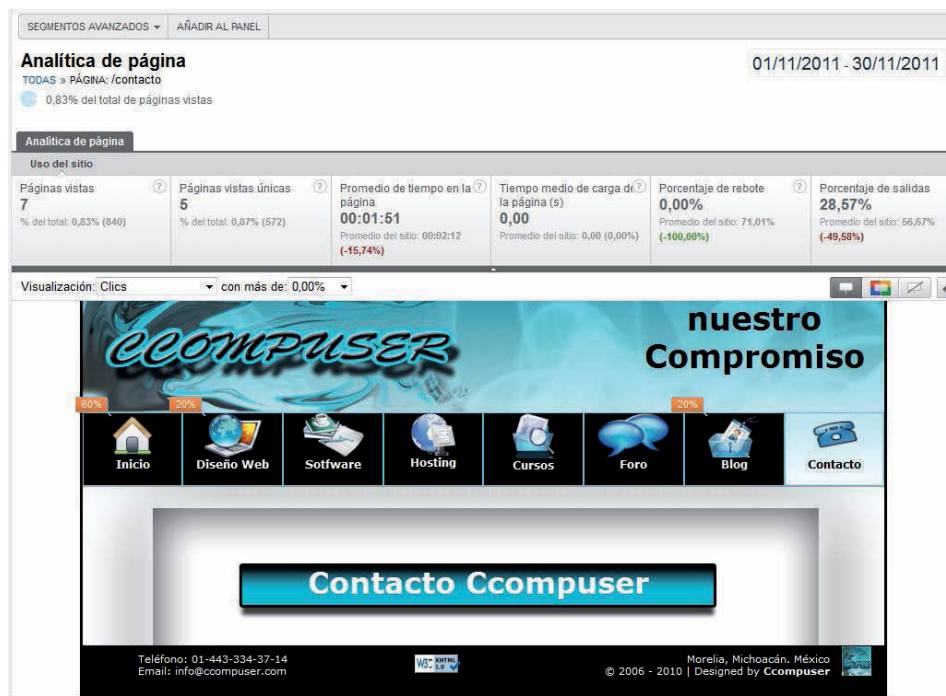 SEGMENTOS AVANZADOS AÑADIR AL PANEL
Analítica de página
01/11/2011 - 30/11/2011
TODAS » PÁGINA: /contacto
0,83% del total de páginas vistas
Analítica de página
Uso del sitio
Páginas vistas
7
% del total: 0,83% (840)
Páginas vistas únicas
5
% del total: 0,87% (572)
Promedio de tiempo en la
página
00:01:51
Promedio del sitio: 00:02:12
(-15,74%)
Tiempo medio de carga de
la página (s)
0,00
Promedio del sitio: 0,00 (0,00%)
Porcentaje de rebote
0,00%
Promedio del sitio: 71,01%
(-100,00%)
Porcentaje de salidas
28,57%
Promedio del sitio: 56,67%
(-49,58%)
Visualización: Clics con más de: 0,00%
CCOMPUSER
nuestro
Compromiso
60% 20% 20%
Inicio Diseño Web Sotfware Hosting Cursos Foro Blog Contacto
Contacto Ccompuser
Teléfono: 01-443-334-37-14
Email: info@ccompuser.com
W3C XHTML 1.0
Morelia, Michoacán. México
© 2006 - 2010 | Designed by Ccompuser